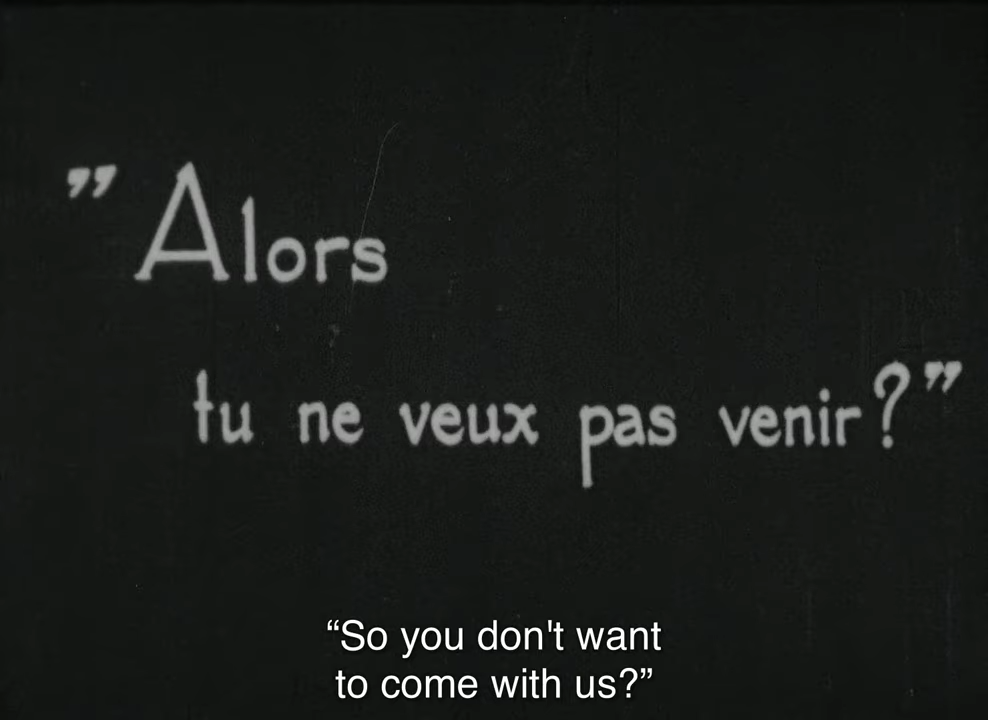 ”Alors
tu ne veux pas venir?”
“So you don't want
to come with us?”